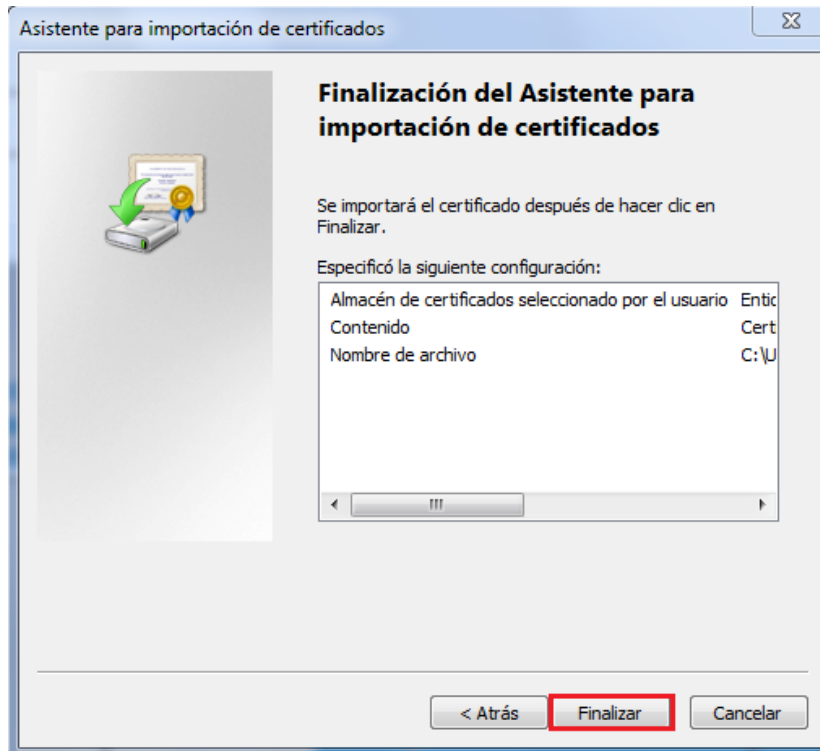 Asistente para importación de certificados
Finalización del Asistente para
importación de certificados
Se importará el certificado después de hacer clic en
Finalizar.
Especificó la siguiente configuración:
Almacén de certificados seleccionado por el usuario Entic
Contenido Cert
Nombre de archivo C:\U
< Atrás Finalizar Cancelar